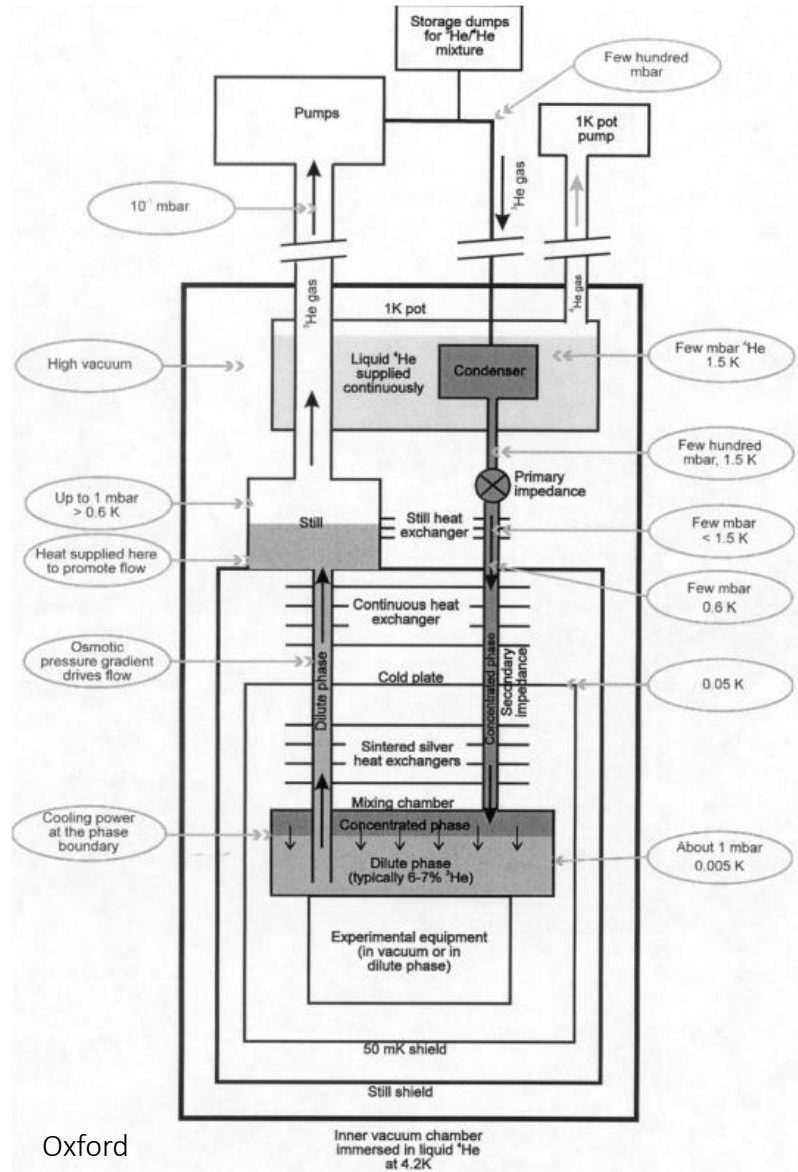 Storage dumps
for ³He/⁴He
mixture
Few hundred
mbar
Pumps
1K pot
pump
³He gas
10⁻¹ mbar
³He gas
⁴He gas
1K pot
High vacuum
Liquid ⁴He
supplied
continuously
Condenser
Few mbar ⁴He
1.5 K
Few hundred
mbar, 1.5 K
Primary
impedance
Up to 1 mbar
> 0.6 K
Still
Still heat
exchanger
Few mbar
< 1.5 K
Heat supplied here
to promote flow
Few mbar
0.6 K
Continuous heat
exchanger
Osmotic
pressure gradient
drives flow
Dilute phase
Cold plate
Concentrated phase
Secondary
impedance
0.05 K
Sintered silver
heat exchangers
Mixing chamber
Cooling power
at the phase
boundary
Concentrated phase
Dilute phase
(typically 6-7% ³He)
About 1 mbar
0.005 K
Experimental equipment
(in vacuum or in
dilute phase)
50 mK shield
Still shield
Oxford
Inner vacuum chamber
immersed in liquid ⁴He
at 4.2K